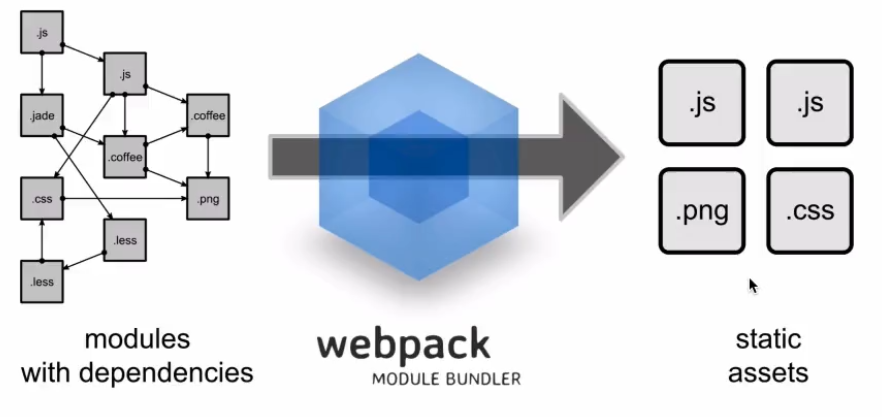 .js
.js
.jade
.coffee
.coffee
.css
.png
.less
.less
modules
with dependencies
webpack
MODULE BUNDLER
.js
.js
.png
.css
static
assets